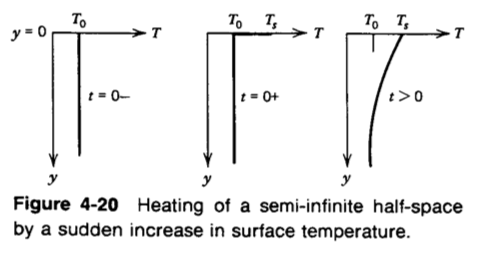 T₀
y = 0
T
t = 0–
y
T₀ Tₛ
T
t = 0+
y
T₀ Tₛ
T
t > 0
y
Figure 4-20 Heating of a semi-infinite half-space
by a sudden increase in surface temperature.